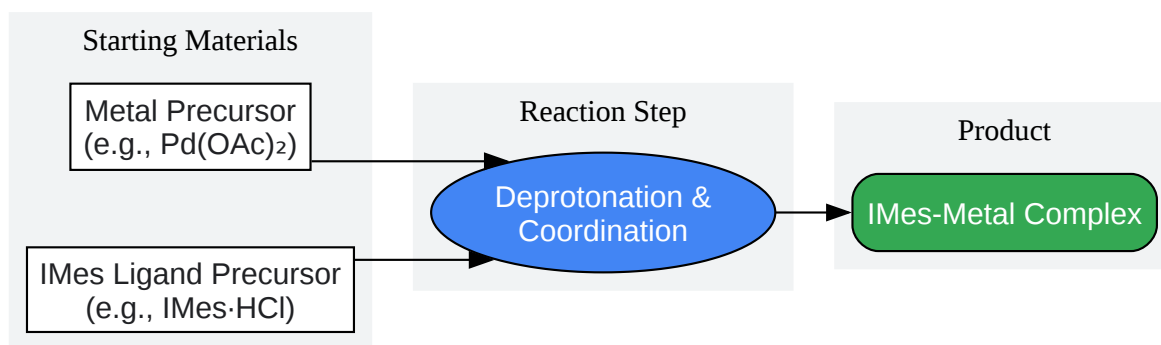 Starting Materials
Metal Precursor
(e.g., Pd(OAc)₂)
IMes Ligand Precursor
(e.g., IMes·HCl)
Reaction Step
Deprotonation &
Coordination
Product
IMes-Metal Complex